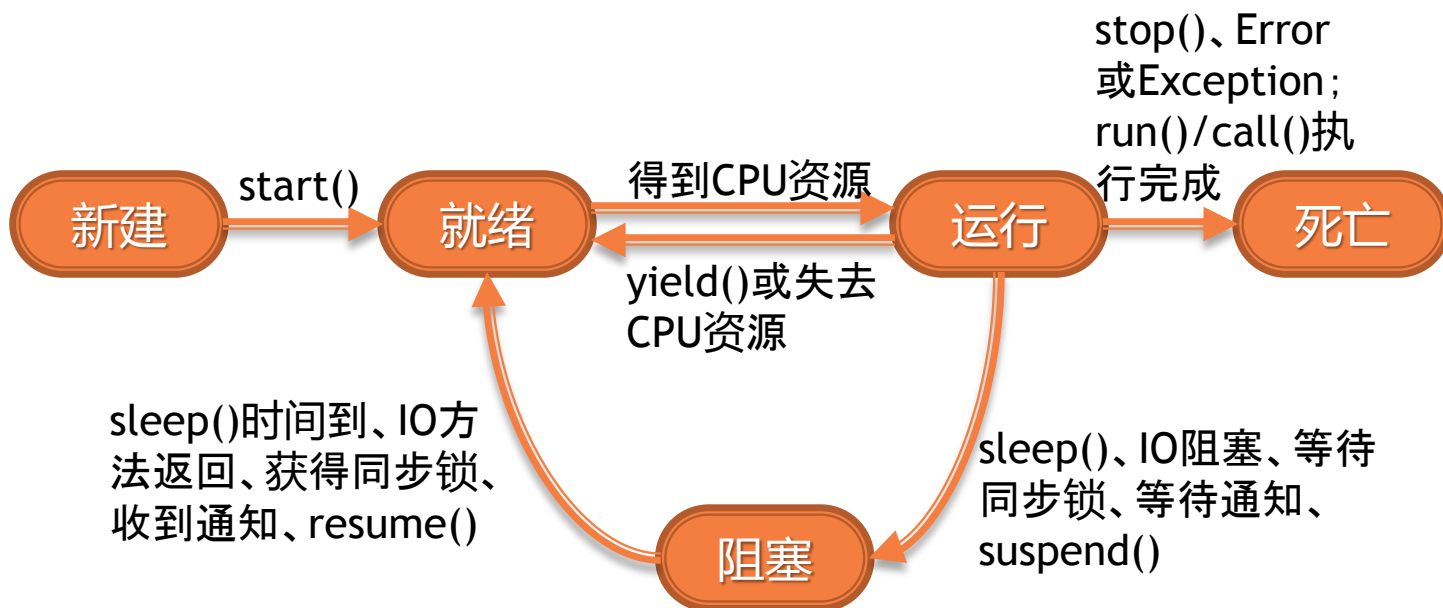 stop()、Error
或Exception；
run()/call()执
行完成
start()
得到CPU资源
新建
就绪
运行
死亡
yield()或失去
CPU资源
sleep()时间到、IO方
法返回、获得同步锁、
收到通知、resume()
sleep()、IO阻塞、等待
同步锁、等待通知、
suspend()
阻塞